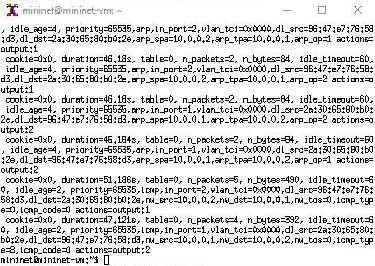 mininet@mininet-vm: ~
, idle_age=4, priority=65535,arp,in_port=2,vlan_tci=0x0000,dl_src=96:47:e7:76:58
:d3,dl_dst=2a:30:65:80:b0:2e,arp_spa=10.0.0.2,arp_tpa=10.0.0.1,arp_op=1 actions=
output:1
cookie=0x0, duration=46.18s, table=0, n_packets=2, n_bytes=84, idle_timeout=60,
idle_age=4, priority=65535,arp,in_port=2,vlan_tci=0x0000,dl_src=96:47:e7:76:58:
d3,dl_dst=2a:30:65:80:b0:2e,arp_spa=10.0.0.2,arp_tpa=10.0.0.1,arp_op=2 actions=o
utput:1
cookie=0x0, duration=46.18s, table=0, n_packets=2, n_bytes=84, idle_timeout=60,
idle_age=4, priority=65535,arp,in_port=1,vlan_tci=0x0000,dl_src=2a:30:65:80:b0:
2e,dl_dst=96:47:e7:76:58:d3,arp_spa=10.0.0.1,arp_tpa=10.0.0.2,arp_op=1 actions=o
utput:2
cookie=0x0, duration=46.184s, table=0, n_packets=2, n_bytes=84, idle_timeout=60
, idle_age=4, priority=65535,arp,in_port=1,vlan_tci=0x0000,dl_src=2a:30:65:80:b0
:2e,dl_dst=96:47:e7:76:58:d3,arp_spa=10.0.0.1,arp_tpa=10.0.0.2,arp_op=2 actions=
output:2
cookie=0x0, duration=51.186s, table=0, n_packets=5, n_bytes=490, idle_timeout=6
0, idle_age=2, priority=65535,icmp,in_port=2,vlan_tci=0x0000,dl_src=96:47:e7:76:
58:d3,dl_dst=2a:30:65:80:b0:2e,nw_src=10.0.0.2,nw_dst=10.0.0.1,nw_tos=0,icmp_typ
e=0,icmp_code=0 actions=output:1
cookie=0x0, duration=47.121s, table=0, n_packets=4, n_bytes=392, idle_timeout=6
0, idle_age=2, priority=65535,icmp,in_port=1,vlan_tci=0x0000,dl_src=2a:30:65:80:
b0:2e,dl_dst=96:47:e7:76:58:d3,nw_src=10.0.0.1,nw_dst=10.0.0.2,nw_tos=0,icmp_typ
e=8,icmp_code=0 actions=output:2
mininet@mininet-vm:~$